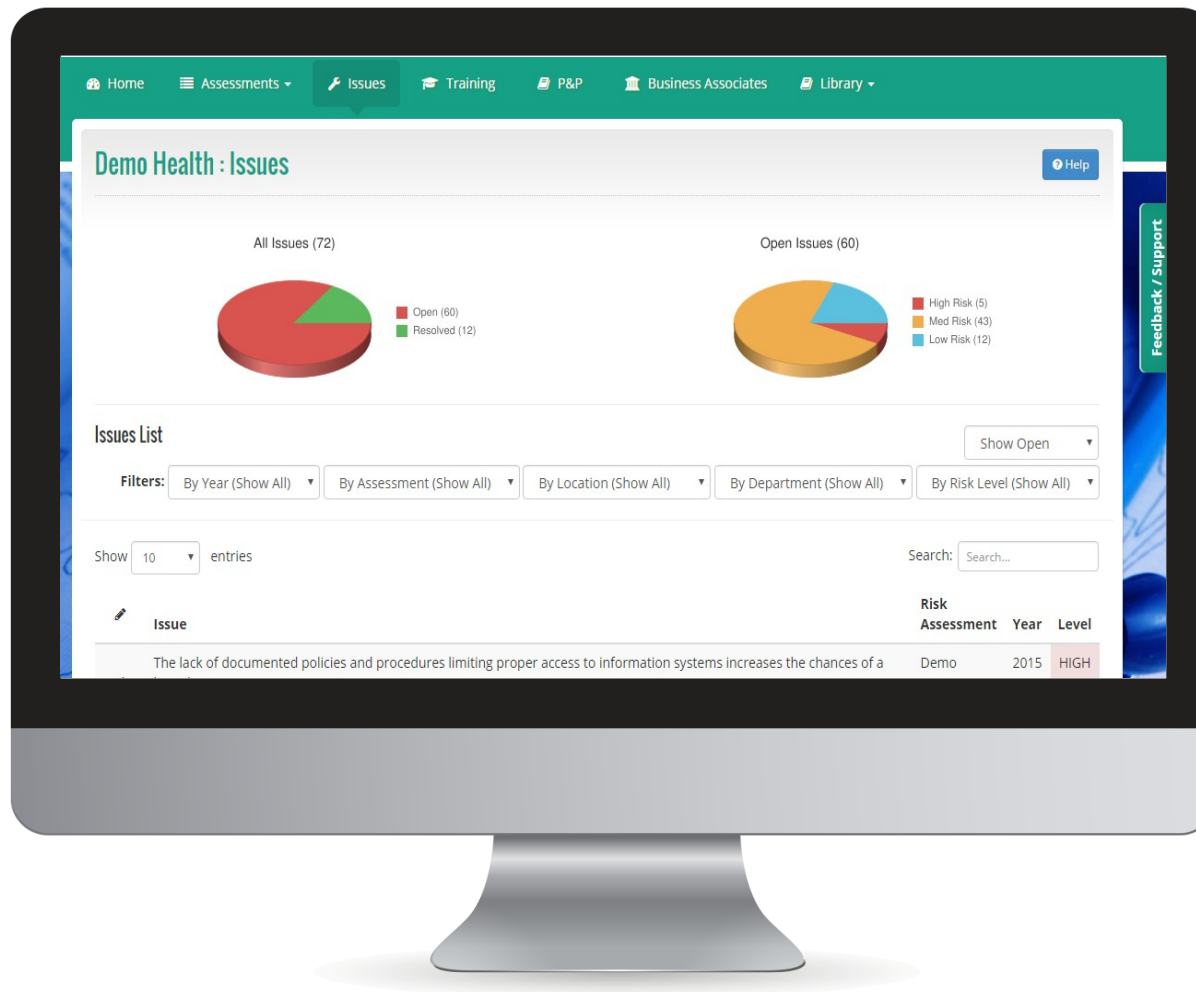 Home Assessments Issues Training P&P Business Associates Library
Demo Health : Issues
Help
All Issues (72)
Open (60)
Resolved (12)
Open Issues (60)
High Risk (5)
Med Risk (43)
Low Risk (12)
Feedback / Support
Issues List
Show Open
Filters: By Year (Show All) By Assessment (Show All) By Location (Show All) By Department (Show All) By Risk Level (Show All)
Show 10 entries
Search: Search...
Issue
Risk
Assessment Year Level
The lack of documented policies and procedures limiting proper access to information systems increases the chances of a Demo 2015 HIGH